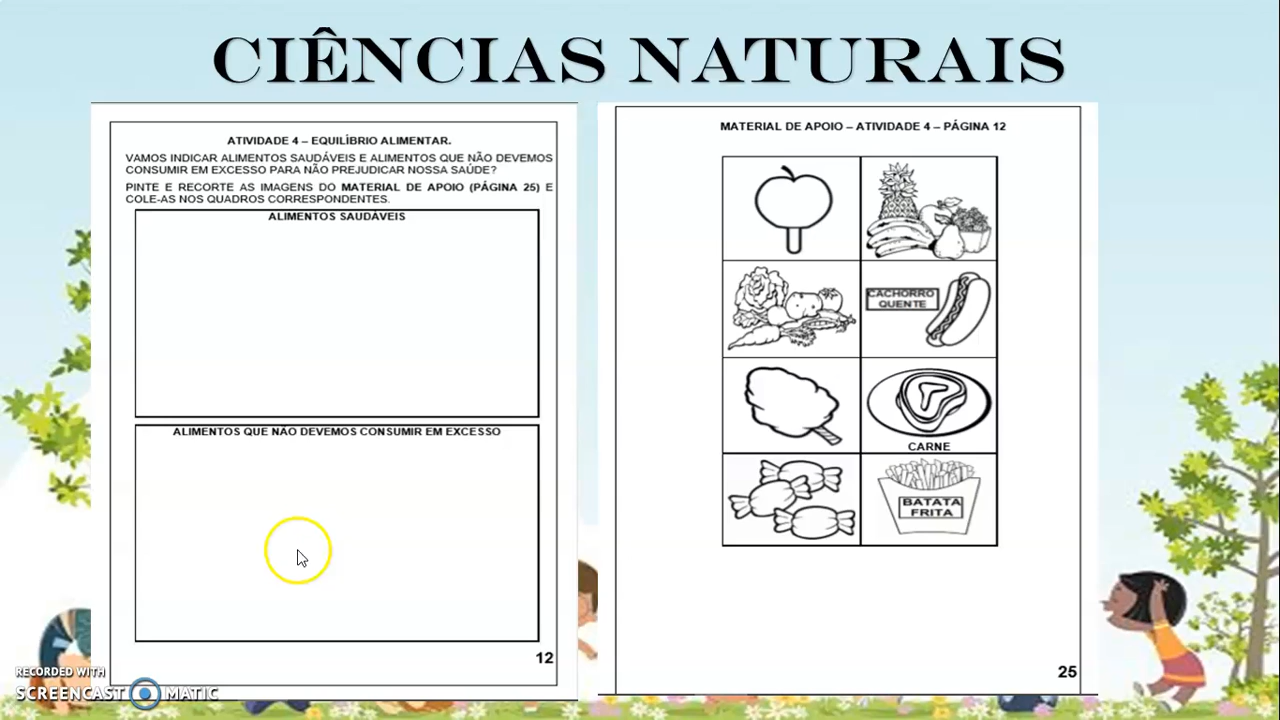 CIÊNCIAS NATURAIS
ATIVIDADE 4 – EQUILÍBRIO ALIMENTAR.
VAMOS INDICAR ALIMENTOS SAUDÁVEIS E ALIMENTOS QUE NÃO DEVEMOS
CONSUMIR EM EXCESSO PARA NÃO PREJUDICAR NOSSA SAÚDE?
PINTE E RECORTE AS IMAGENS DO MATERIAL DE APOIO (PÁGINA 25) E
COLE-AS NOS QUADROS CORRESPONDENTES.
ALIMENTOS SAUDÁVEIS
ALIMENTOS QUE NÃO DEVEMOS CONSUMIR EM EXCESSO
12
MATERIAL DE APOIO – ATIVIDADE 4 – PÁGINA 12
CACHORRO
QUENTE
CARNE
BATATA
FRITA
25
RECORDED WITH
SCREENCAST MATIC